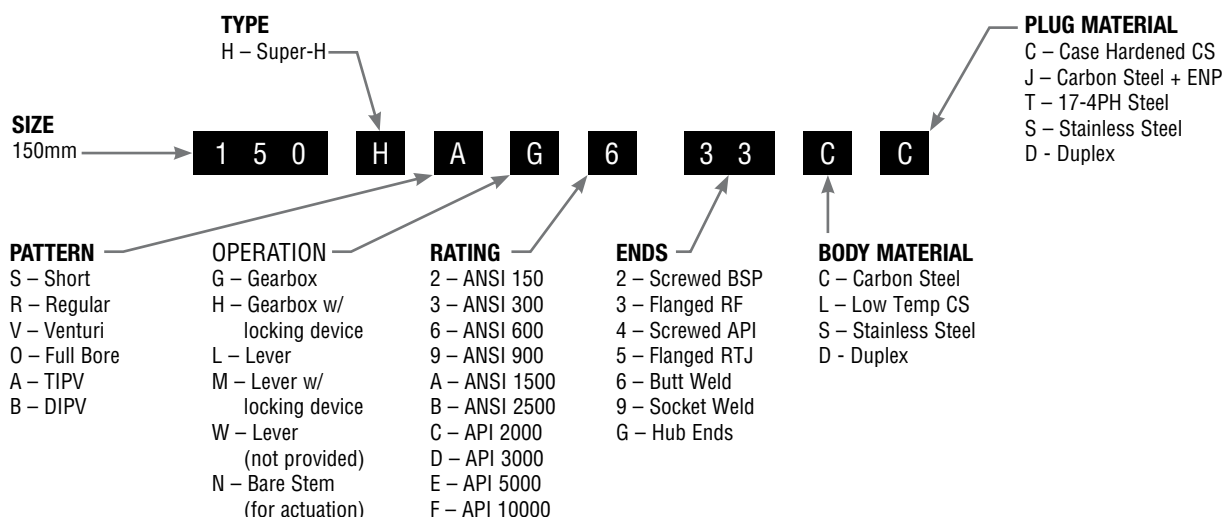 TYPE
H – Super-H
PLUG MATERIAL
C – Case Hardened CS
J – Carbon Steel + ENP
T – 17-4PH Steel
S – Stainless Steel
D - Duplex
SIZE
150mm
1 5 0 H A G 6 3 3 C C
PATTERN
S – Short
R – Regular
V – Venturi
O – Full Bore
A – TIPV
B – DIPV
OPERATION
G – Gearbox
H – Gearbox w/
locking device
L – Lever
M – Lever w/
locking device
W – Lever
(not provided)
N – Bare Stem
(for actuation)
RATING
2 – ANSI 150
3 – ANSI 300
6 – ANSI 600
9 – ANSI 900
A – ANSI 1500
B – ANSI 2500
C – API 2000
D – API 3000
E – API 5000
F – API 10000
ENDS
2 – Screwed BSP
3 – Flanged RF
4 – Screwed API
5 – Flanged RTJ
6 – Butt Weld
9 – Socket Weld
G – Hub Ends
BODY MATERIAL
C – Carbon Steel
L – Low Temp CS
S – Stainless Steel
D - Duplex